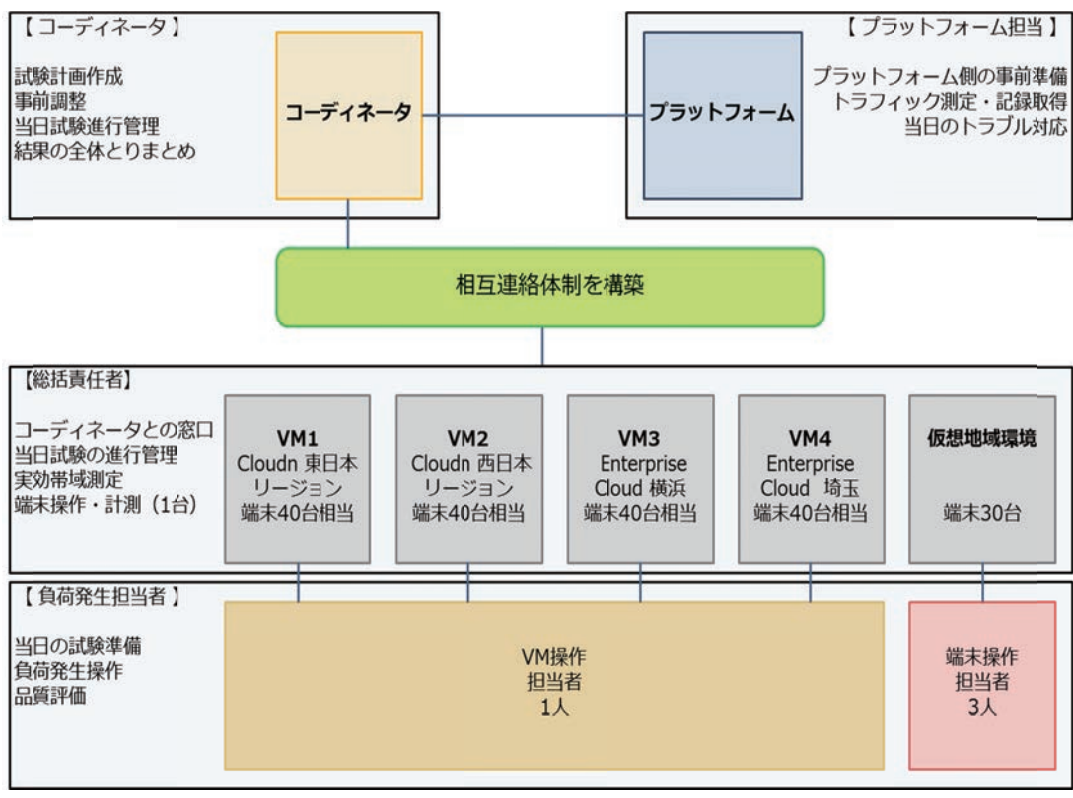 【 コーディネータ 】
試験計画作成
事前調整
当日試験進行管理
結果の全体とりまとめ
コーディネータ
プラットフォーム
【 プラットフォーム担当 】
プラットフォーム側の事前準備
トラフィック測定・記録取得
当日のトラブル対応
相互連絡体制を構築
【総括責任者】
コーディネータとの窓口
当日試験の進行管理
実効帯域測定
端末操作・計測（1台）
VM1
Cloudn 東日本
リージョン
端末40台相当
VM2
Cloudn 西日本
リージョン
端末40台相当
VM3
Enterprise
Cloud 横浜
端末40台相当
VM4
Enterprise
Cloud 埼玉
端末40台相当
仮想地域環境
端末30台
【 負荷発生担当者 】
当日の試験準備
負荷発生操作
品質評価
VM操作
担当者
1人
端末操作
担当者
3人